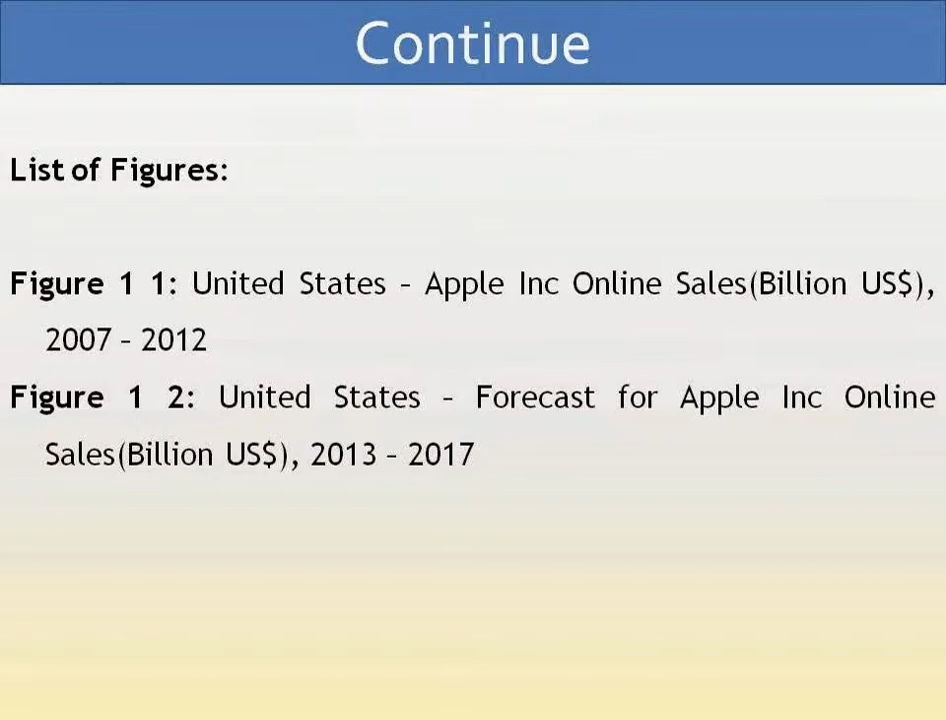 Continue
List of Figures:
Figure 1 1: United States – Apple Inc Online Sales(Billion US$),
2007 – 2012
Figure 1 2: United States – Forecast for Apple Inc Online
Sales(Billion US$), 2013 – 2017